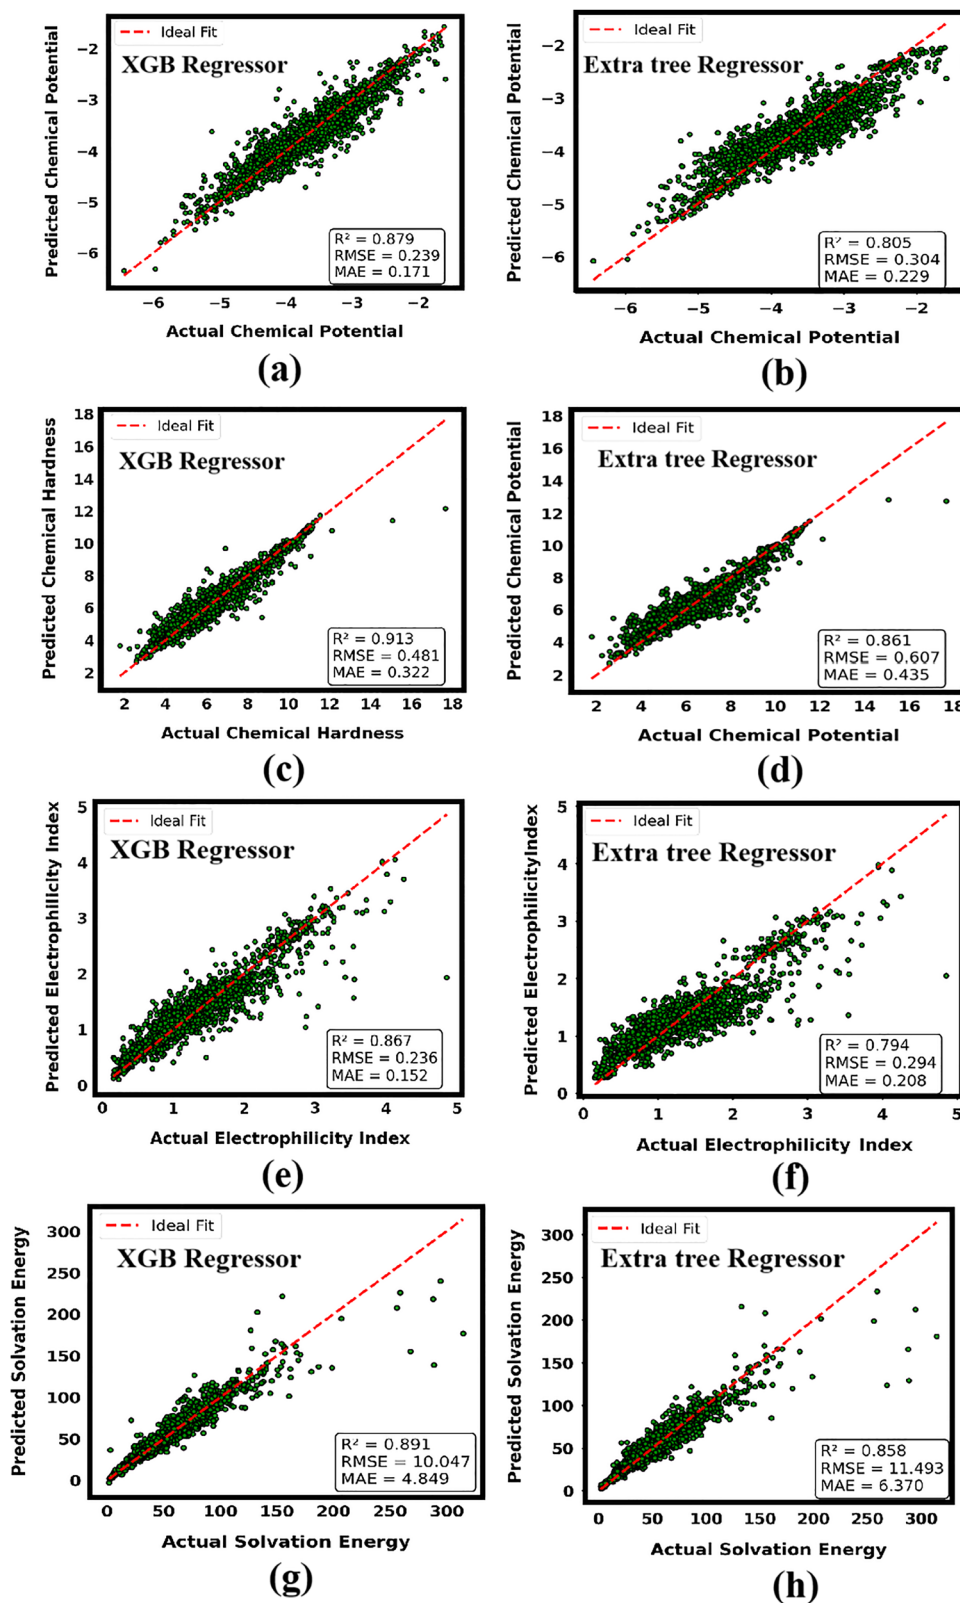 Ideal Fit
XGB Regressor
Predicted Chemical Potential
−2
−3
−4
−5
−6
R² = 0.879
RMSE = 0.239
MAE = 0.171
−6 −5 −4 −3 −2
Actual Chemical Potential
(a)
Ideal Fit
Extra tree Regressor
Predicted Chemical Potential
−2
−3
−4
−5
−6
R² = 0.805
RMSE = 0.304
MAE = 0.229
−6 −5 −4 −3 −2
Actual Chemical Potential
(b)
Ideal Fit
XGB Regressor
Predicted Chemical Hardness
18
16
14
12
10
8
6
4
2
R² = 0.913
RMSE = 0.481
MAE = 0.322
2 4 6 8 10 12 14 16 18
Actual Chemical Hardness
(c)
Ideal Fit
Extra tree Regressor
Predicted Chemical Potential
18
16
14
12
10
8
6
4
2
R² = 0.861
RMSE = 0.607
MAE = 0.435
2 4 6 8 10 12 14 16 18
Actual Chemical Potential
(d)
Ideal Fit
XGB Regressor
Predicted Electrophilicity Index
5
4
3
2
1
0
R² = 0.867
RMSE = 0.236
MAE = 0.152
0 1 2 3 4 5
Actual Electrophilicity Index
(e)
Ideal Fit
Extra tree Regressor
Predicted ElectrophilicityIndex
5
4
3
2
1
0
R² = 0.794
RMSE = 0.294
MAE = 0.208
0 1 2 3 4 5
Actual Electrophilicity Index
(f)
Ideal Fit
XGB Regressor
Predicted Solvation Energy
300
250
200
150
100
50
0
R² = 0.891
RMSE = 10.047
MAE = 4.849
0 50 100 150 200 250 300
Actual Solvation Energy
(g)
Ideal Fit
Extra tree Regressor
Predicted Solvation Energy
300
250
200
150
100
50
0
R² = 0.858
RMSE = 11.493
MAE = 6.370
0 50 100 150 200 250 300
Actual Solvation Energy
(h)